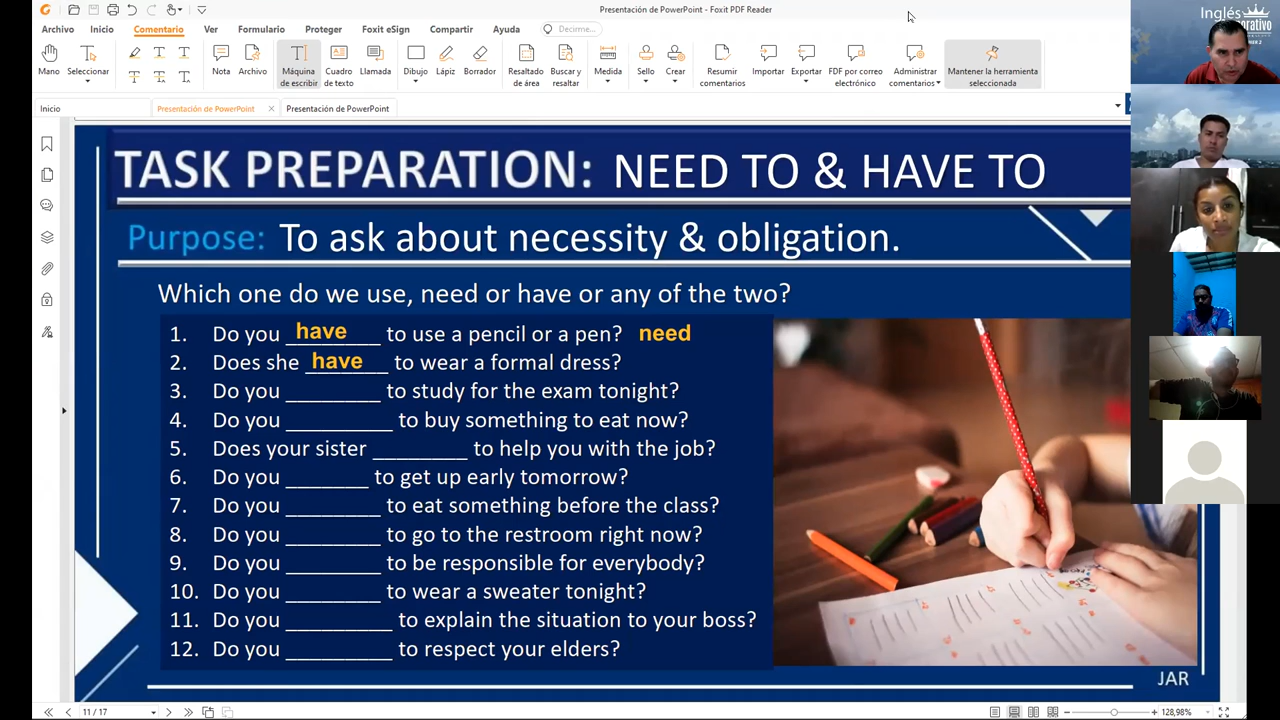 Presentación de PowerPoint - Foxit PDF Reader
Archivo Inicio Comentario Ver Formulario Proteger Foxit eSign Compartir Ayuda Decirme...
Mano Seleccionar T T T T T T Nota Archivo Máquina de escribir Cuadro de texto Llamada Dibujo Lápiz Borrador Resaltado de área Buscar y resaltar Medida Sello Crear Resumir comentarios Importar Exportar FDF por correo electrónico Administrar comentarios Mantener la herramienta seleccionada
Inicio Presentación de PowerPoint Presentación de PowerPoint
Inglés
TASK PREPARATION: NEED TO & HAVE TO
Purpose: To ask about necessity & obligation.
Which one do we use, need or have or any of the two?
1. Do you have to use a pencil or a pen? need
2. Does she have to wear a formal dress?
3. Do you ________ to study for the exam tonight?
4. Do you _________ to buy something to eat now?
5. Does your sister ________ to help you with the job?
6. Do you _______ to get up early tomorrow?
7. Do you ________ to eat something before the class?
8. Do you ________ to go to the restroom right now?
9. Do you ________ to be responsible for everybody?
10. Do you ________ to wear a sweater tonight?
11. Do you _________ to explain the situation to your boss?
12. Do you _________ to respect your elders?
JAR
11 / 17
128,98%